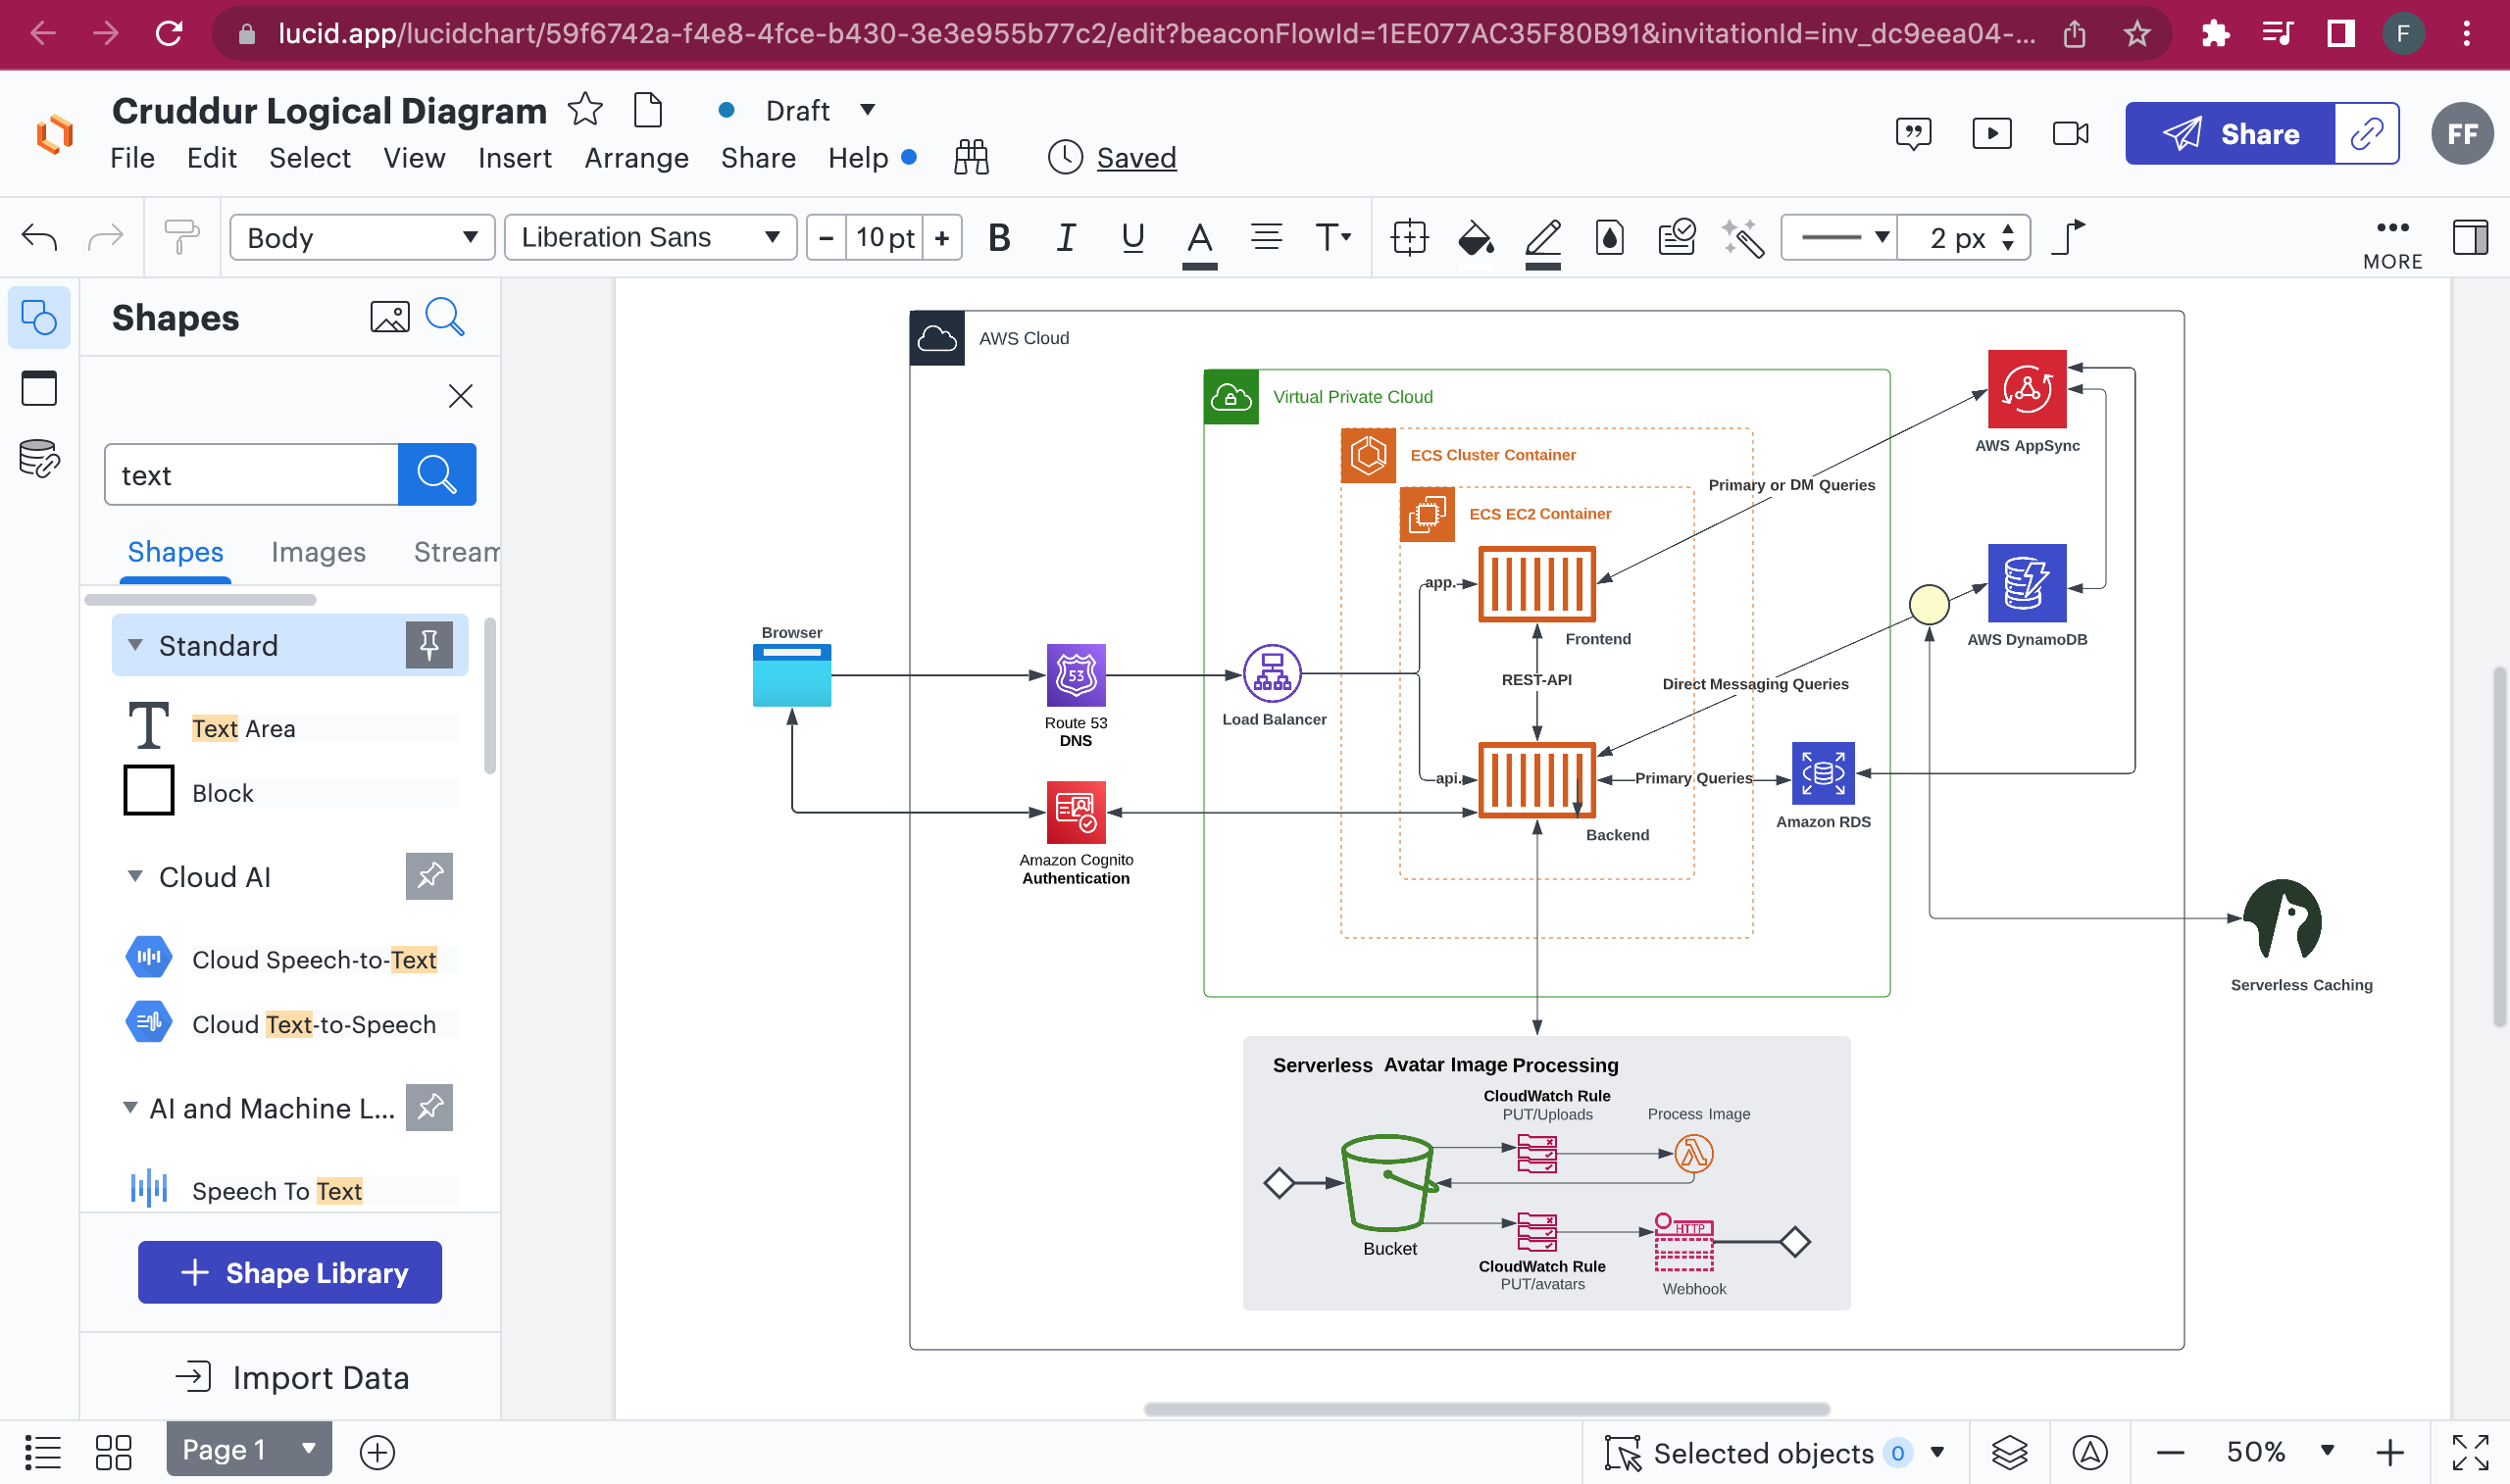 lucid.app/lucidchart/59f6742a-f4e8-4fce-b430-3e3e955b77c2/edit?beaconFlowId=1EE077AC35F80B91&invitationId=inv_dc9eea04-...
F
Cruddur Logical Diagram
Draft
File Edit Select View Insert Arrange Share Help
Saved
Share
FF
Body
Liberation Sans
− 10 pt +
B I U A T
2 px
MORE
Shapes
text
Shapes Images Stream
Standard
Text Area
Block
Cloud AI
Cloud Speech-to-Text
Cloud Text-to-Speech
AI and Machine L...
Speech To Text
+ Shape Library
Import Data
AWS Cloud
Virtual Private Cloud
ECS Cluster Container
ECS EC2 Container
AWS AppSync
Primary or DM Queries
app.
Frontend
AWS DynamoDB
Browser
53
Route 53
DNS
Load Balancer
REST-API
Direct Messaging Queries
api.
Primary Queries
Backend
Amazon RDS
Amazon Cognito
Authentication
Serverless Caching
Serverless Avatar Image Processing
CloudWatch Rule
PUT/Uploads
Process Image
Bucket
CloudWatch Rule
PUT/avatars
HTTP
Webhook
Page 1
Selected objects 0
50%